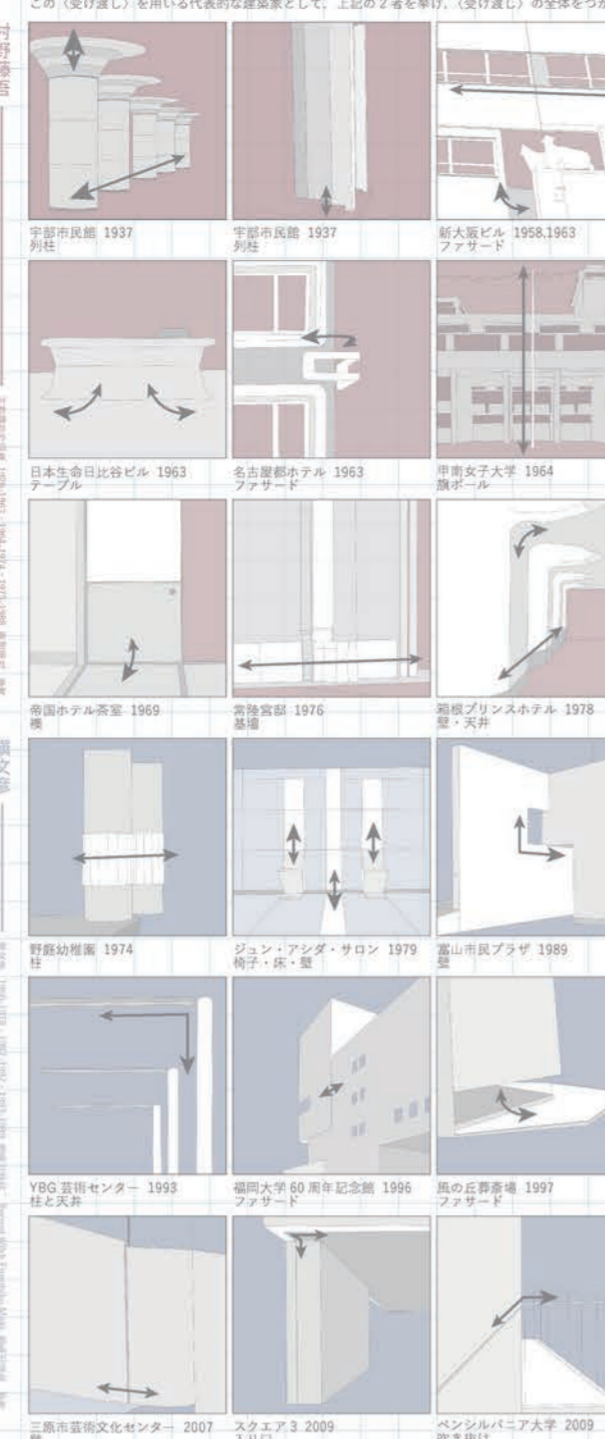 この〈受け渡し〉を用いる代表的な建築家として、上記の2者を挙げ、〈受け渡し〉の全体をつか
村野藤吾
宇部市民館 1937
列柱
宇部市民館 1937
列柱
新大阪ビル 1958,1963
ファサード
日本生命日比谷ビル 1963
テーブル
名古屋都ホテル 1963
ファサード
甲南女子大学 1964
旗ポール
帝国ホテル茶室 1969
襖
常陸宮邸 1976
基壇
箱根プリンスホテル 1978
壁・天井
槇文彦
野庭幼稚園 1974
柱
ジュン・アシダ・サロン 1979
椅子・床・壁
富山市民プラザ 1989
壁
YBG 芸術センター 1993
柱と天井
福岡大学 60 周年記念館 1996
ファサード
風の丘葬斎場 1997
ファサード
三原市芸術文化センター 2007
壁
スクエア 3 2009
入り口
ペンシルバニア大学 2009
吹き抜け